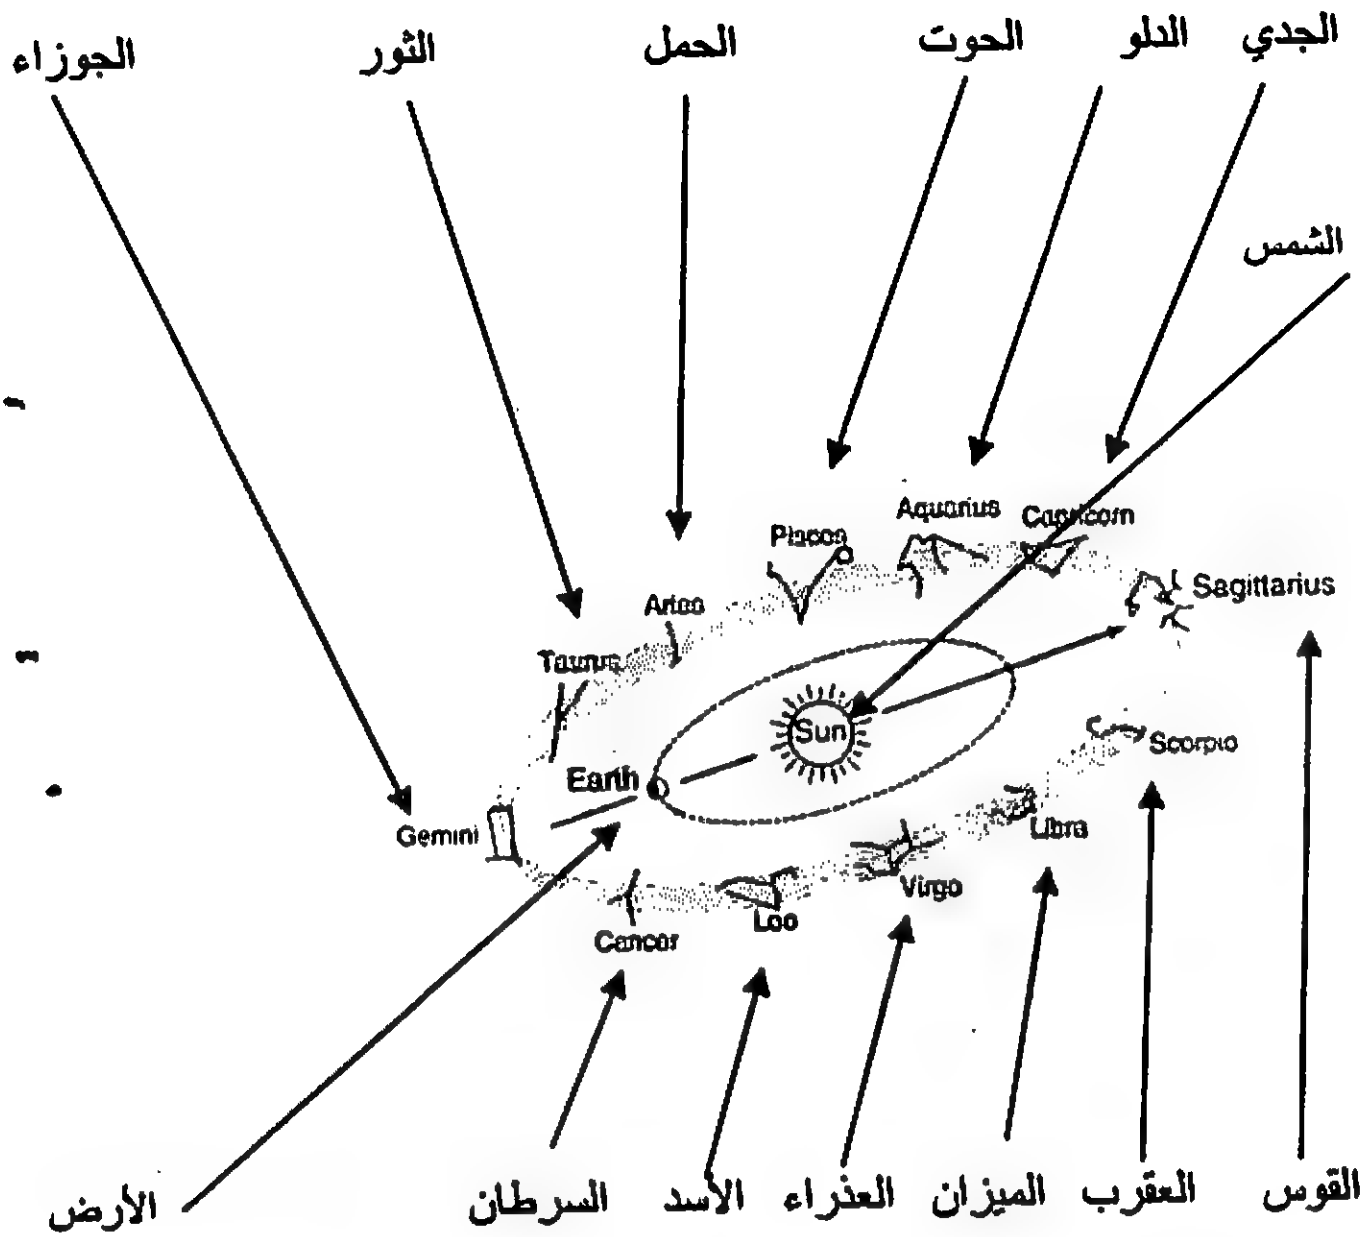 الجدي
الدلو
الحوت
الحمل
الثور
الجوزاء
الشمس
Aquarius
Capricorn
Pisces
Sagittarius
Aries
Taurus
Sun
Scorpio
Earth
Gemini
Libra
Virgo
Leo
Cancer
القوس
العقرب
الميزان
العذراء
الأسد
السرطان
الأرض